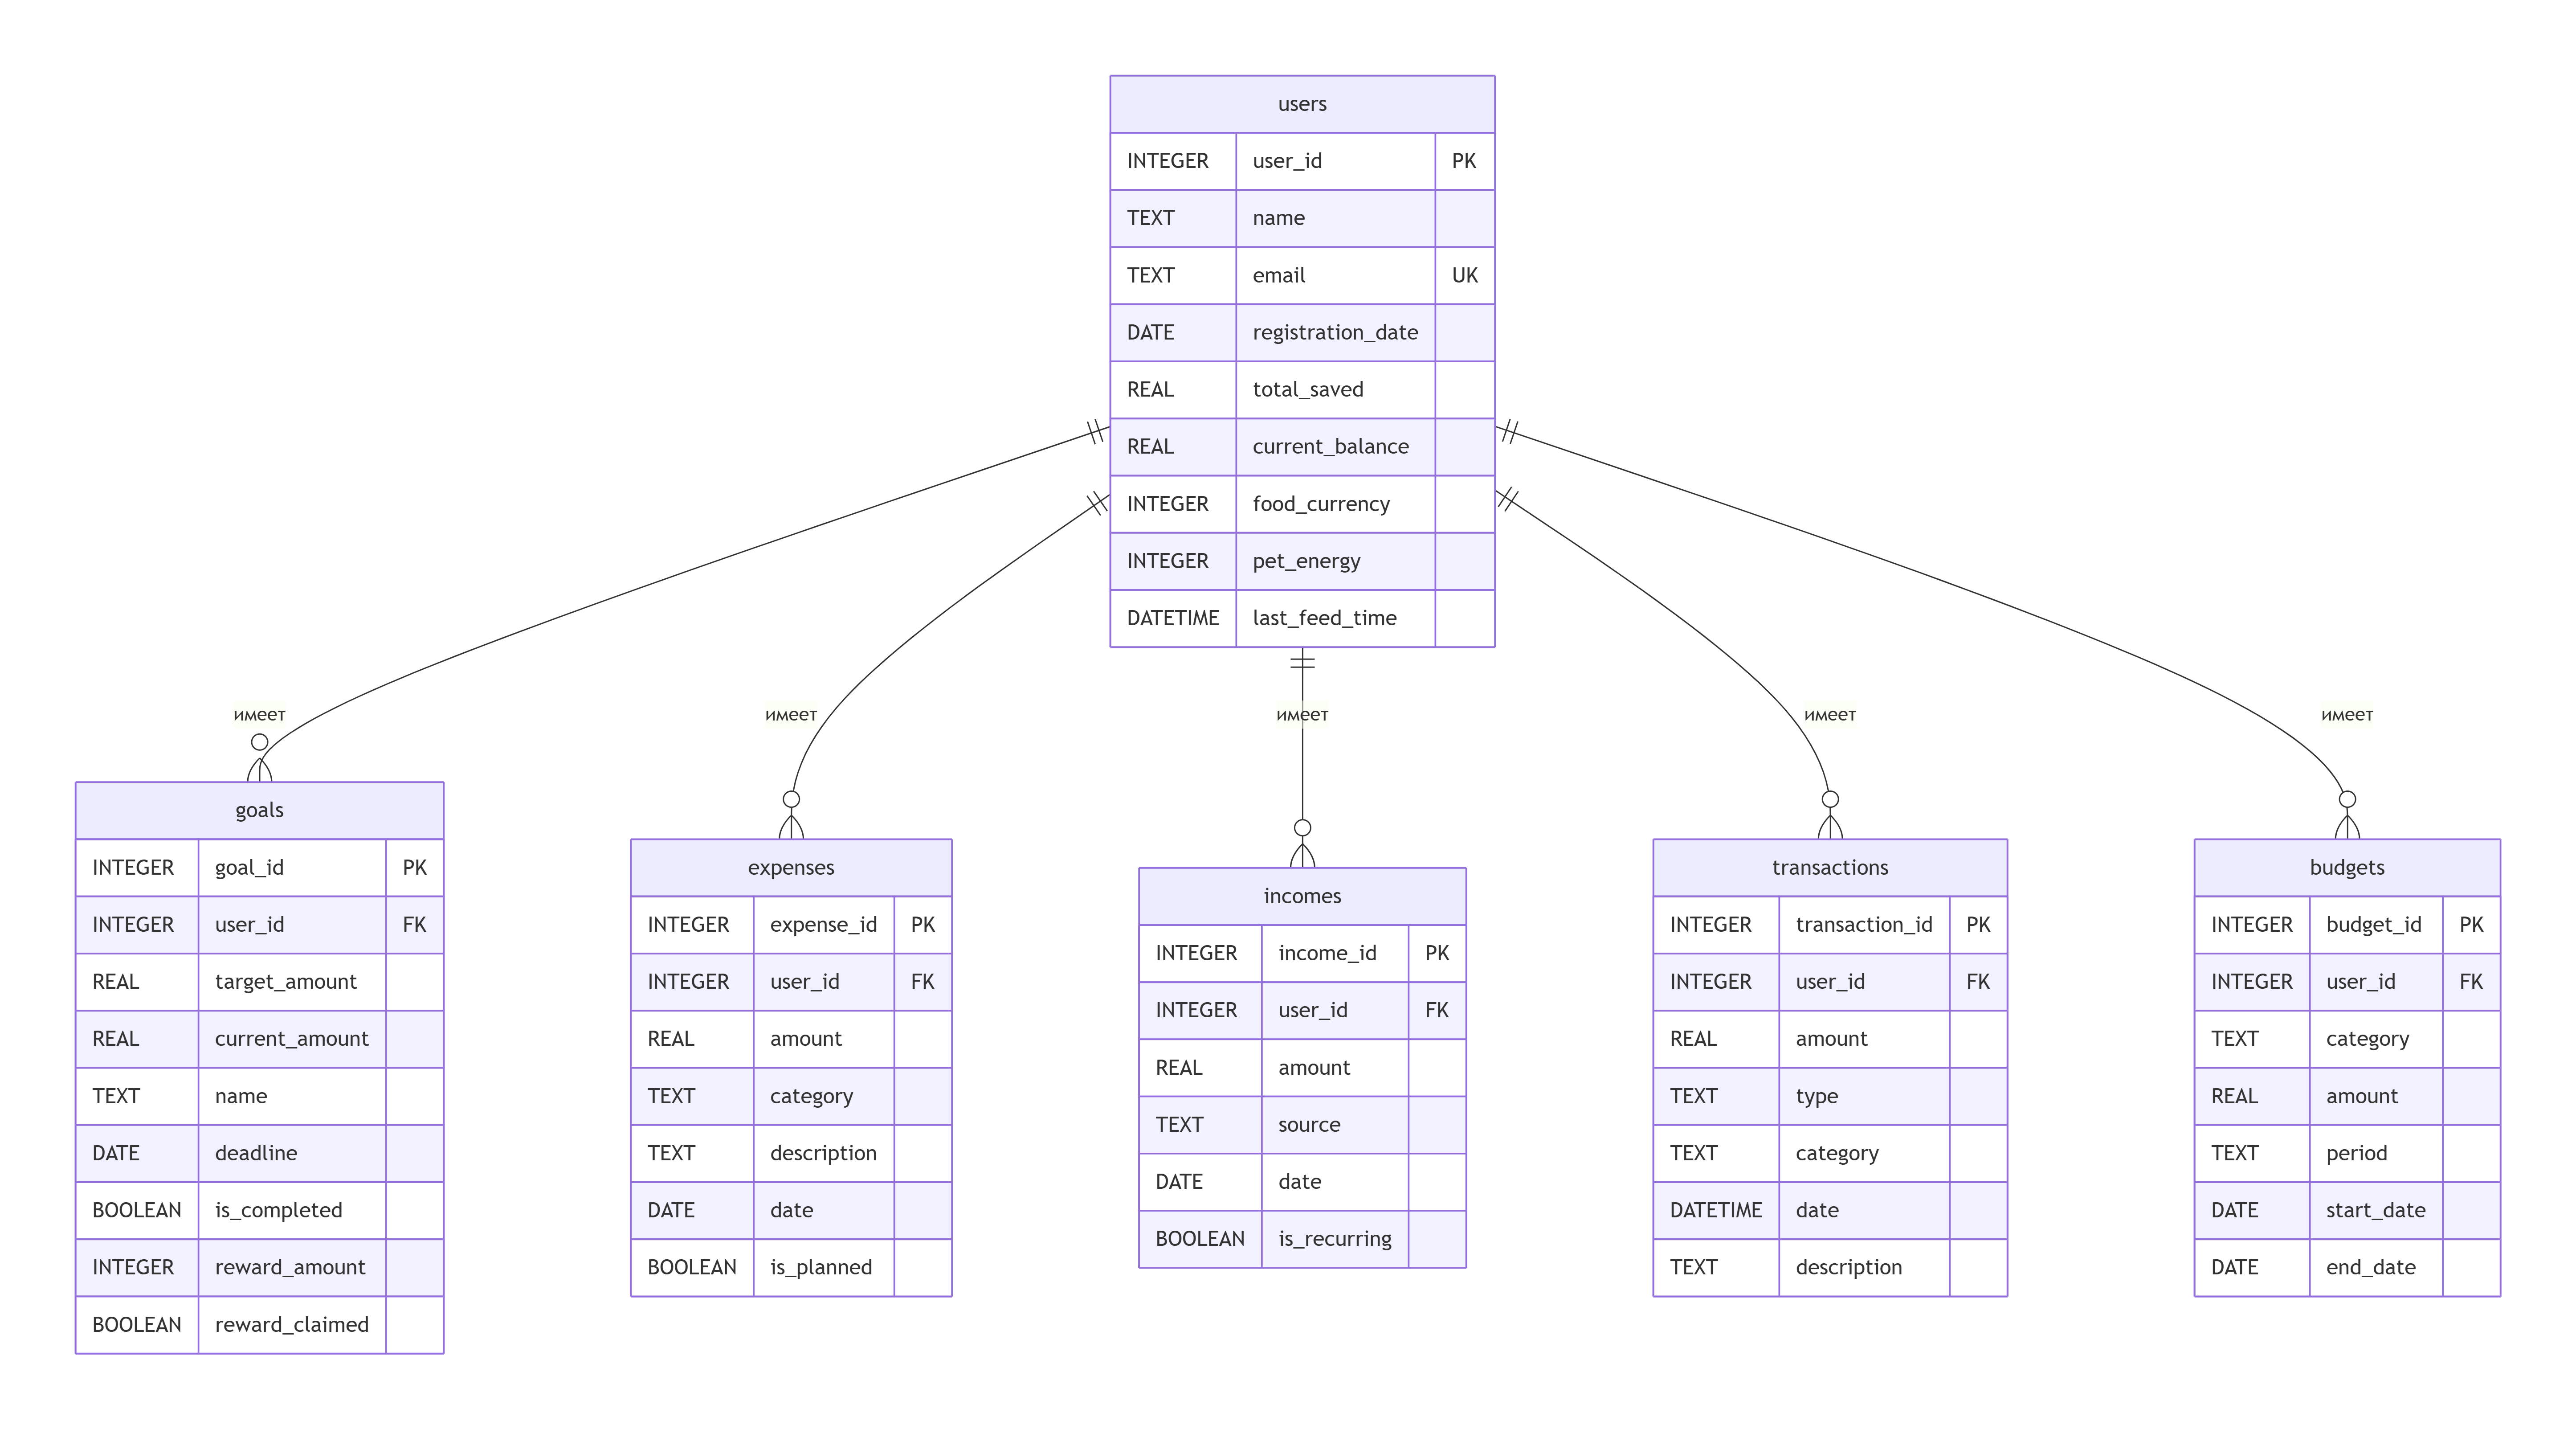 users
INTEGER user_id PK
TEXT name
TEXT email UK
DATE registration_date
REAL total_saved
REAL current_balance
INTEGER food_currency
INTEGER pet_energy
DATETIME last_feed_time
имеет
имеет
имеет
имеет
имеет
goals
INTEGER goal_id PK
INTEGER user_id FK
REAL target_amount
REAL current_amount
TEXT name
DATE deadline
BOOLEAN is_completed
INTEGER reward_amount
BOOLEAN reward_claimed
expenses
INTEGER expense_id PK
INTEGER user_id FK
REAL amount
TEXT category
TEXT description
DATE date
BOOLEAN is_planned
incomes
INTEGER income_id PK
INTEGER user_id FK
REAL amount
TEXT source
DATE date
BOOLEAN is_recurring
transactions
INTEGER transaction_id PK
INTEGER user_id FK
REAL amount
TEXT type
TEXT category
DATETIME date
TEXT description
budgets
INTEGER budget_id PK
INTEGER user_id FK
TEXT category
REAL amount
TEXT period
DATE start_date
DATE end_date